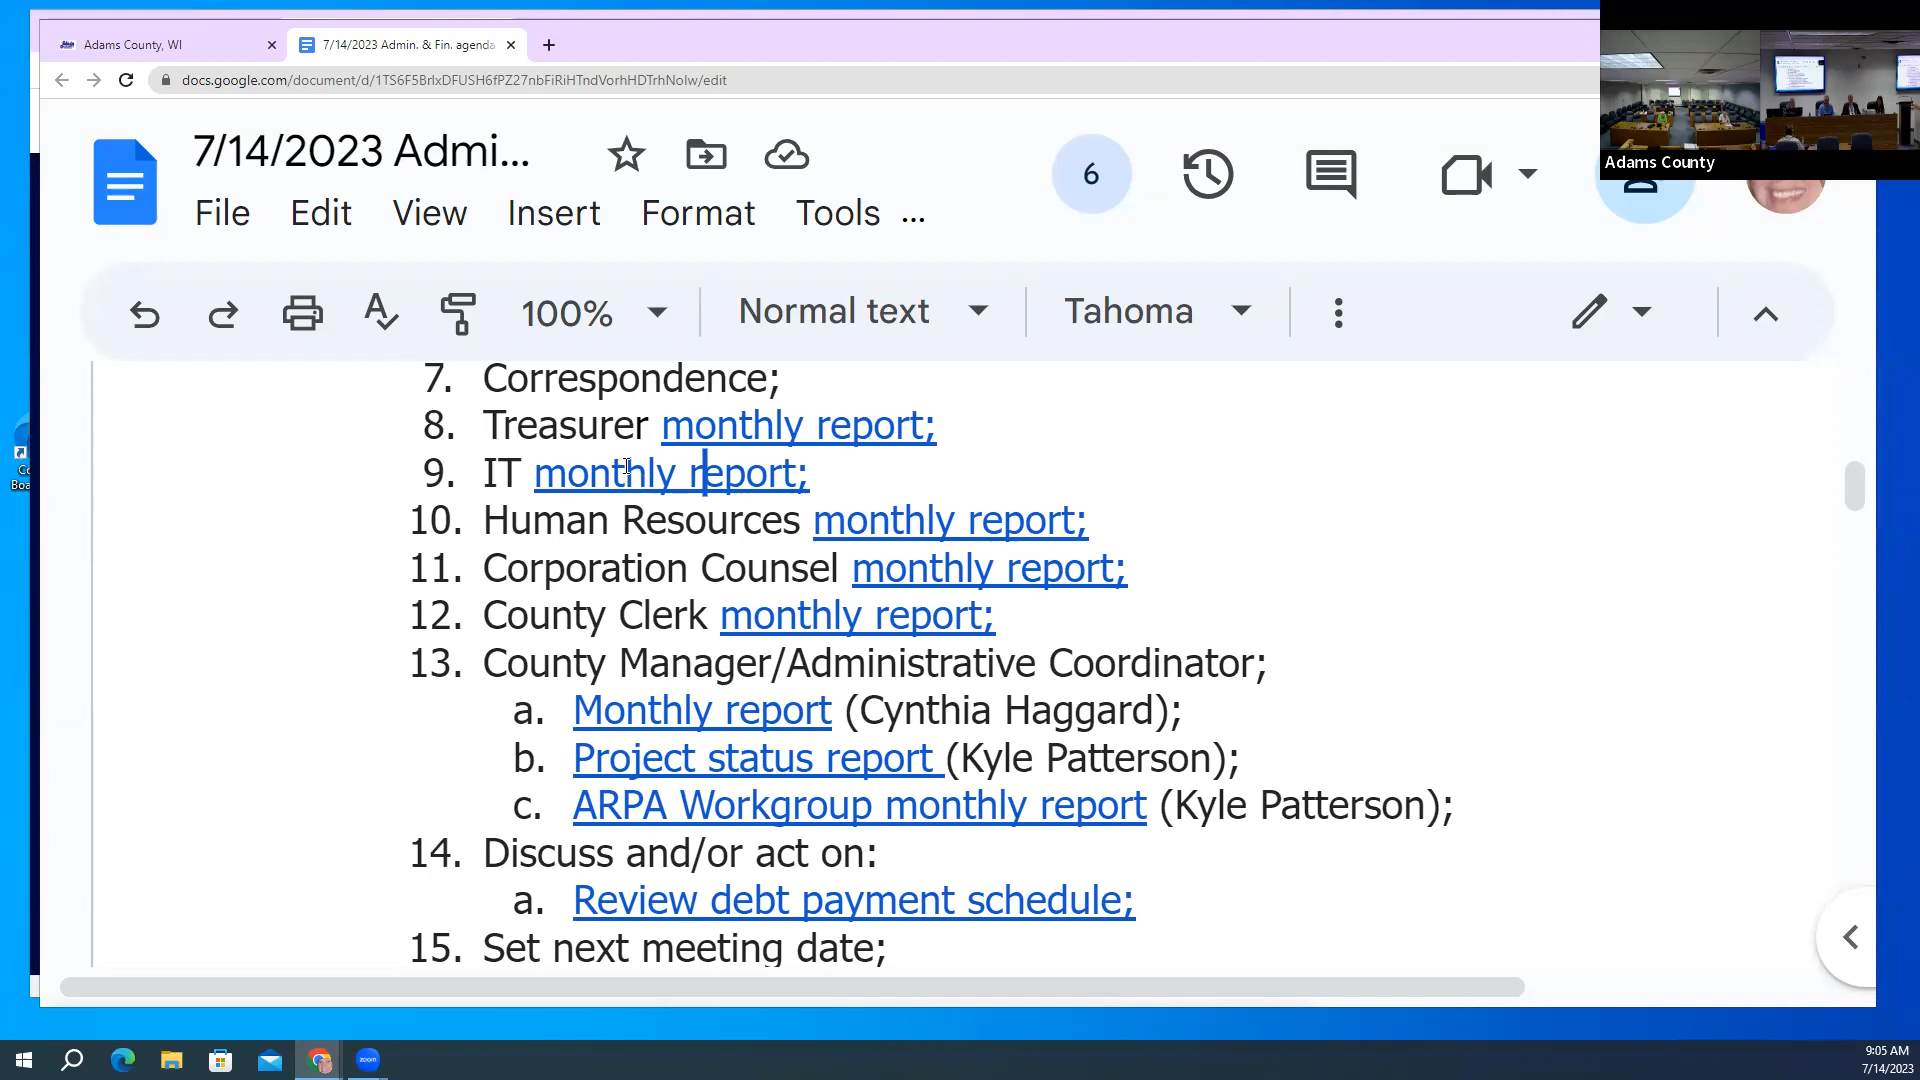 Adams County, WI
7/14/2023 Admin. & Fin. agenda
docs.google.com/document/d/1TS6F5BrIxDFUSH6fPZ27nbFiRiHTndVorhHDTrhNolw/edit
Adams County
7/14/2023 Admi...
6
File Edit View Insert Format Tools ...
100% Normal text Tahoma
7. Correspondence;
8. Treasurer monthly report;
9. IT monthly report;
10. Human Resources monthly report;
11. Corporation Counsel monthly report;
12. County Clerk monthly report;
13. County Manager/Administrative Coordinator;
a. Monthly report (Cynthia Haggard);
b. Project status report (Kyle Patterson);
c. ARPA Workgroup monthly report (Kyle Patterson);
14. Discuss and/or act on:
a. Review debt payment schedule;
15. Set next meeting date;
zoom
9:05 AM
7/14/2023